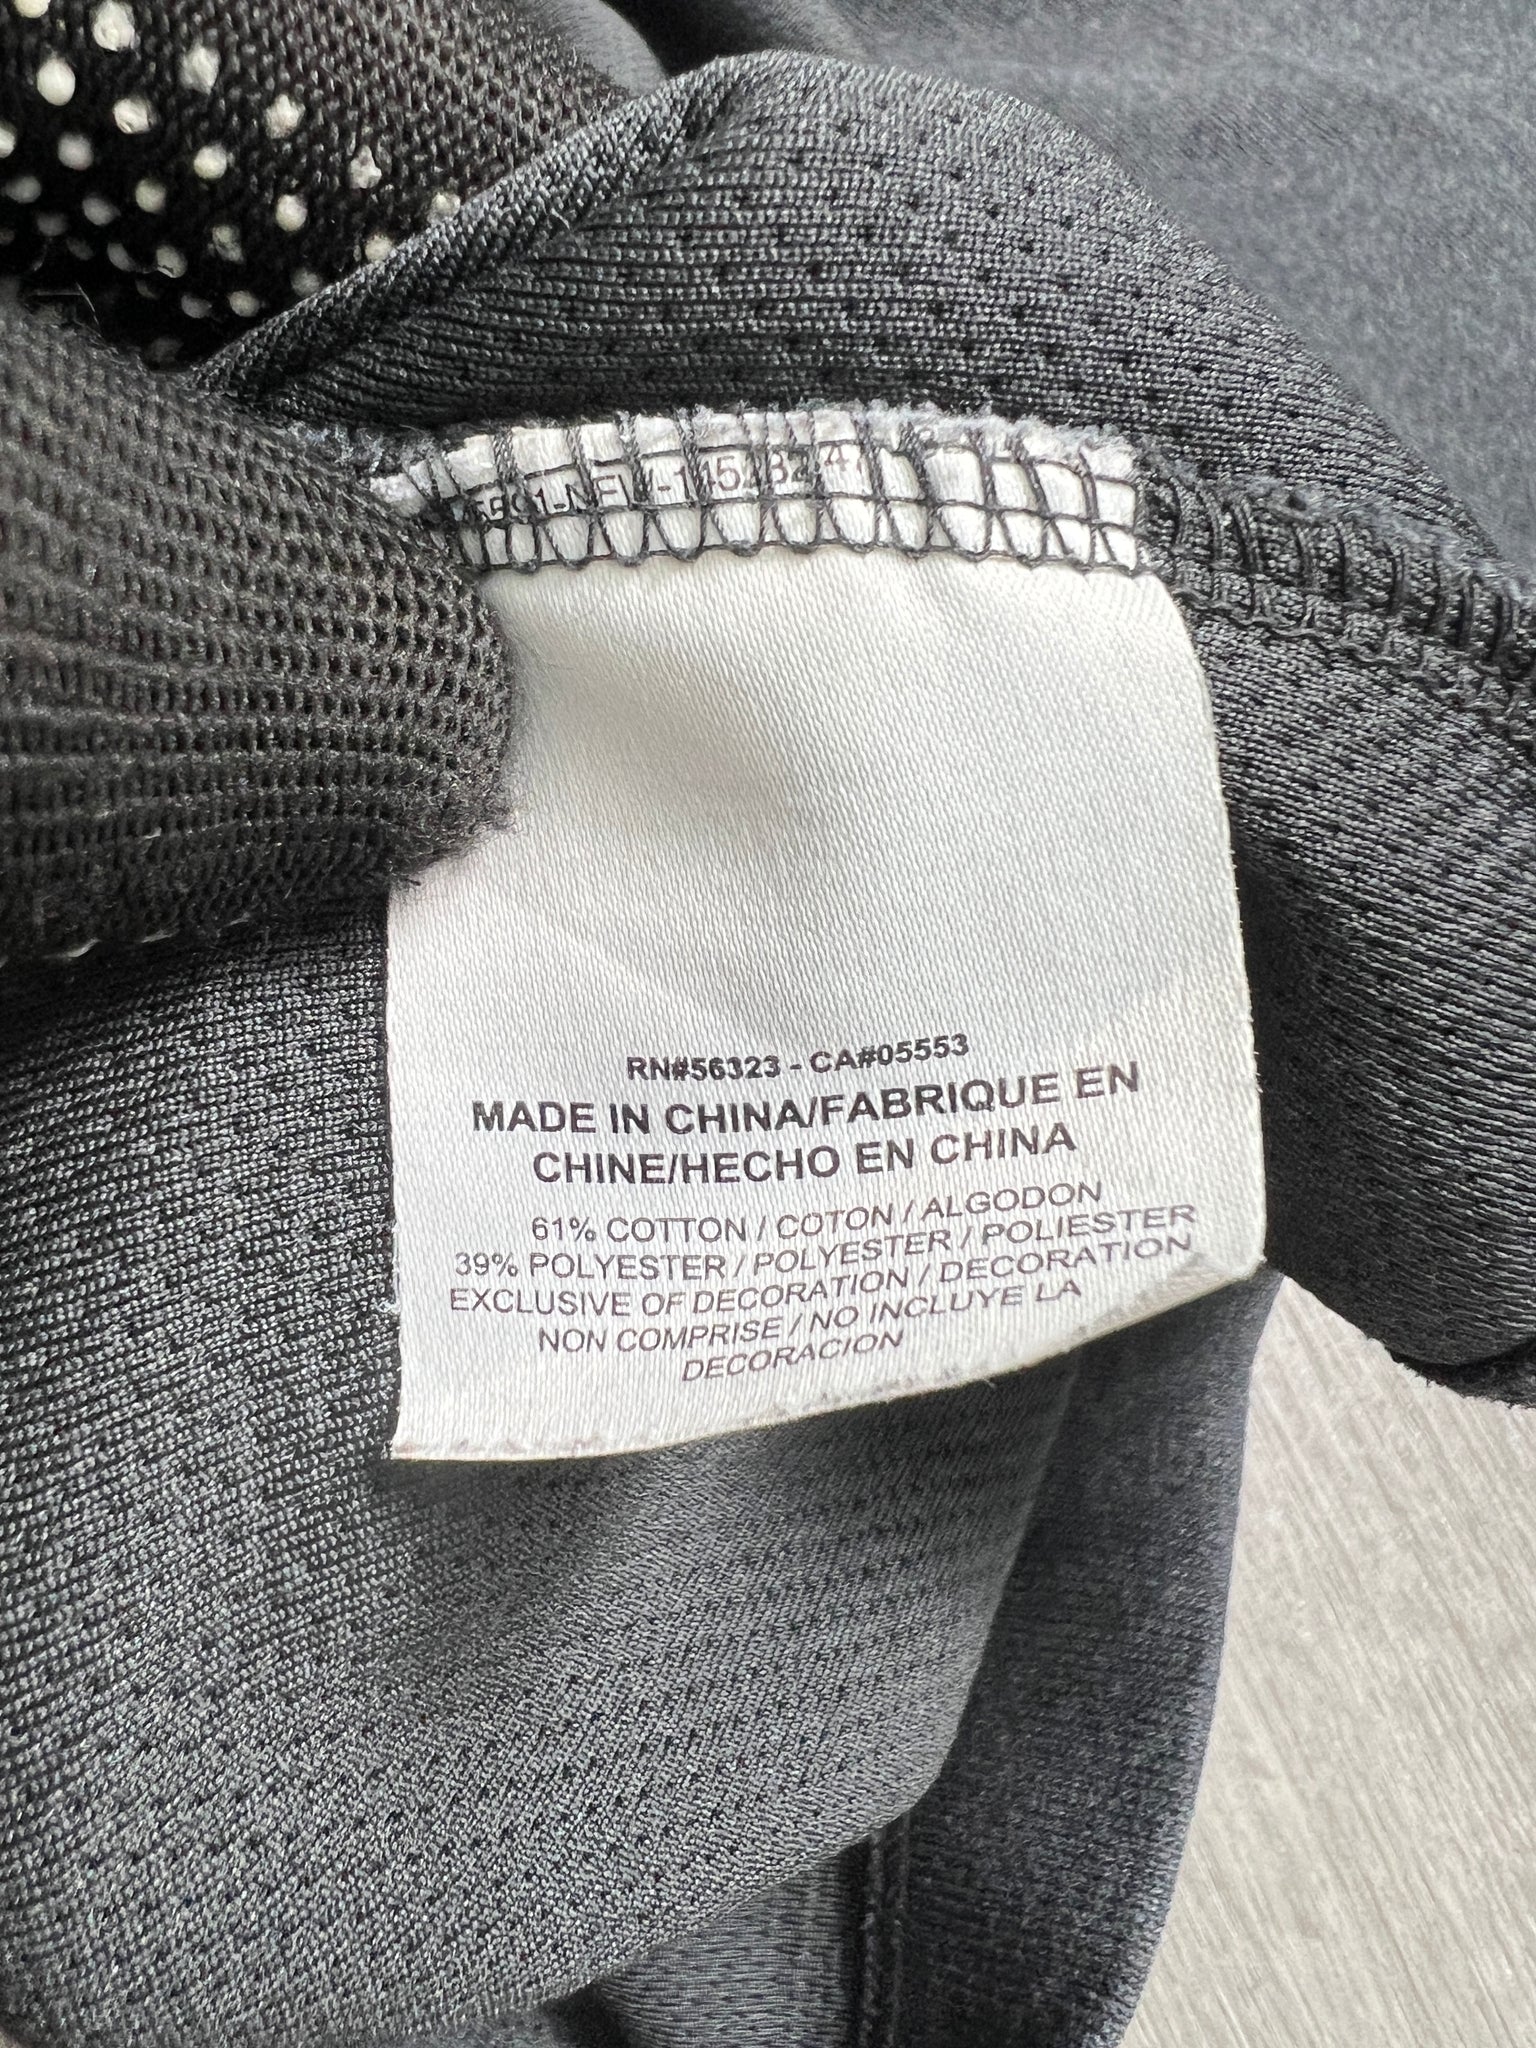 RN#56323 - CA#05553
MADE IN CHINA/FABRIQUE EN
CHINE/HECHO EN CHINA
61% COTTON / COTON / ALGODON
39% POLYESTER / POLYESTER / POLIESTER
EXCLUSIVE OF DECORATION / DECORATION
NON COMPRISE / NO INCLUYE LA
DECORACION